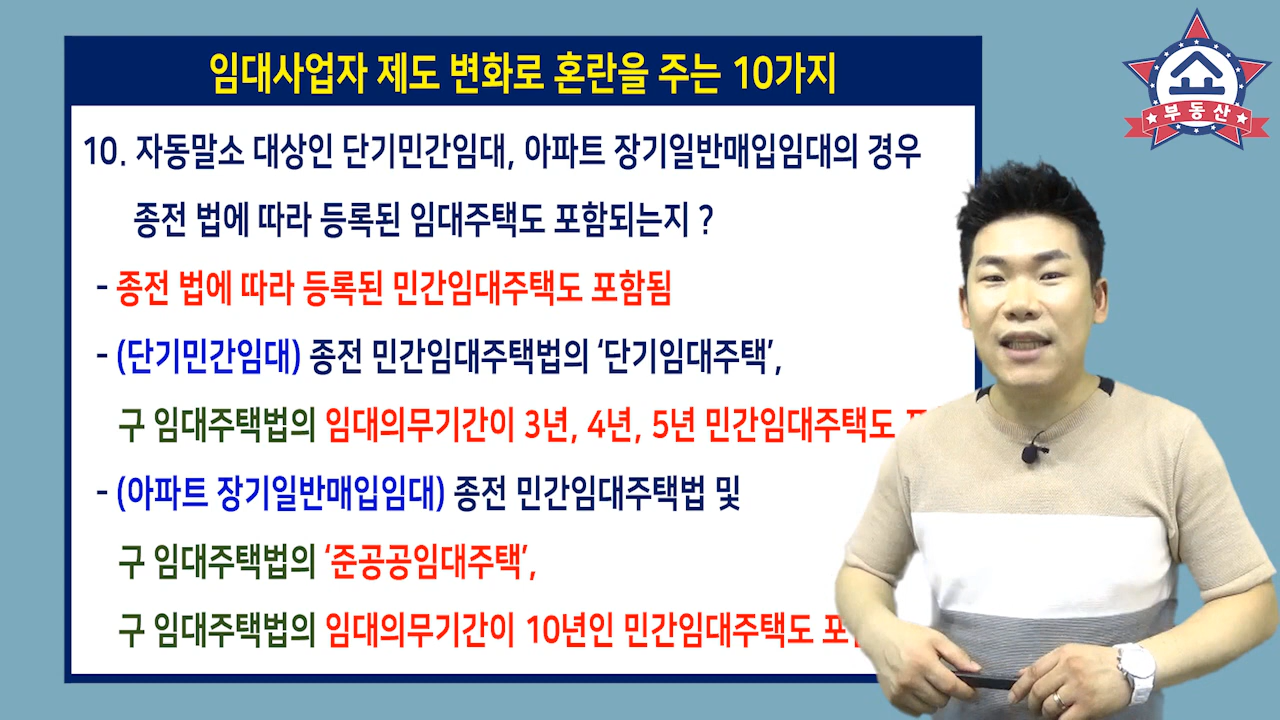 임대사업자 제도 변화로 혼란을 주는 10가지
부동산
10. 자동말소 대상인 단기민간임대, 아파트 장기일반매입임대의 경우
종전 법에 따라 등록된 임대주택도 포함되는지 ?
- 종전 법에 따라 등록된 민간임대주택도 포함됨
- (단기민간임대) 종전 민간임대주택법의 ‘단기임대주택’,
구 임대주택법의 임대의무기간이 3년, 4년, 5년 민간임대주택도
- (아파트 장기일반매입임대) 종전 민간임대주택법 및
구 임대주택법의 ‘준공공임대주택’,
구 임대주택법의 임대의무기간이 10년인 민간임대주택도